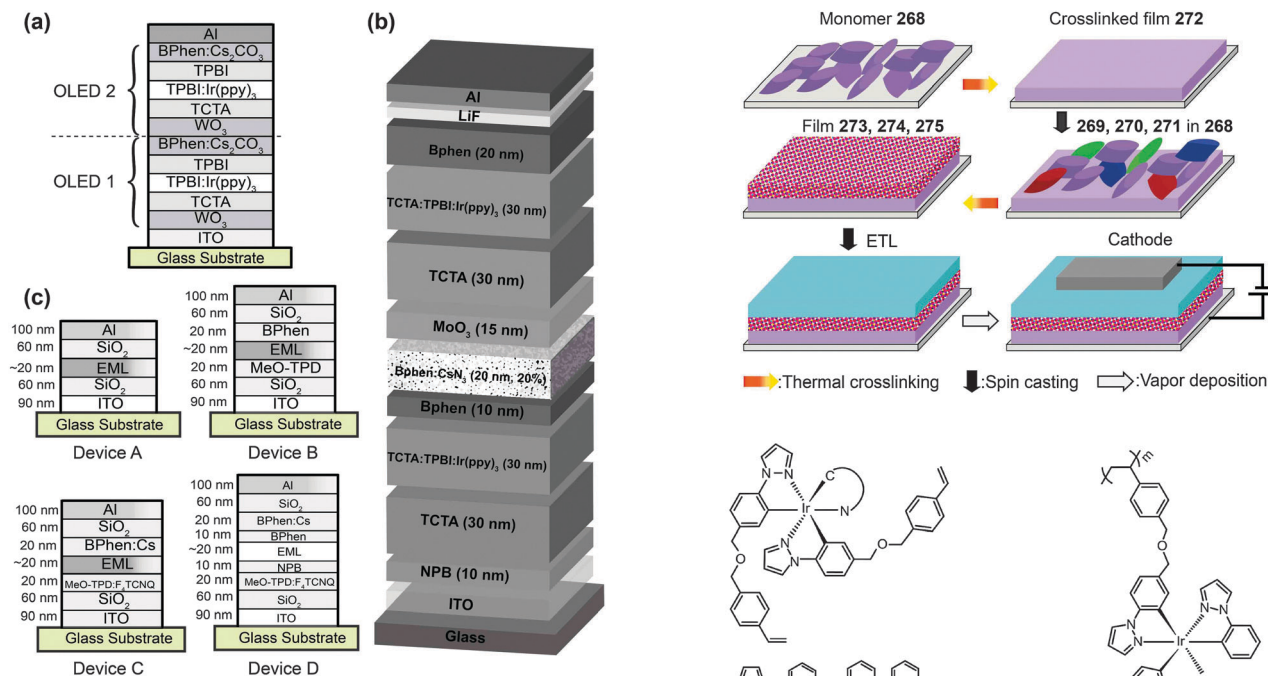 (a)
Al
BPhen:Cs₂CO₃
TPBI
TPBI:Ir(ppy)₃
TCTA
WO₃
BPhen:Cs₂CO₃
TPBI
TPBI:Ir(ppy)₃
TCTA
WO₃
ITO
Glass Substrate
OLED 2
OLED 1
(b)
Al
LiF
Bphen (20 nm)
TCTA:TPBI:Ir(ppy)₃ (30 nm)
TCTA (30 nm)
MoO₃ (15 nm)
Bphen:CsN₃ (20 nm, 20%)
Bphen (10 nm)
TCTA:TPBI:Ir(ppy)₃ (30 nm)
TCTA (30 nm)
NPB (10 nm)
ITO
Glass
(c)
100 nm Al
60 nm SiO₂
~20 nm EML
60 nm SiO₂
90 nm ITO
Glass Substrate
Device A
100 nm Al
60 nm SiO₂
20 nm BPhen
~20 nm EML
20 nm MeO-TPD
60 nm SiO₂
90 nm ITO
Glass Substrate
Device B
100 nm Al
60 nm SiO₂
20 nm BPhen:Cs
~20 nm EML
20 nm MeO-TPD:F₄TCNQ
60 nm SiO₂
90 nm ITO
Glass Substrate
Device C
100 nm Al
60 nm SiO₂
20 nm BPhen:Cs
10 nm BPhen
~20 nm EML
10 nm NPB
20 nm MeO-TPD:F₄TCNQ
60 nm SiO₂
90 nm ITO
Glass Substrate
Device D
Monomer 268
Crosslinked film 272
Film 273, 274, 275
269, 270, 271 in 268
ETL
Cathode
:Thermal crosslinking
:Spin casting
:Vapor deposition
N
N
C
N
Ir
N
N
O
O
m
O
N
N
N
N
Ir